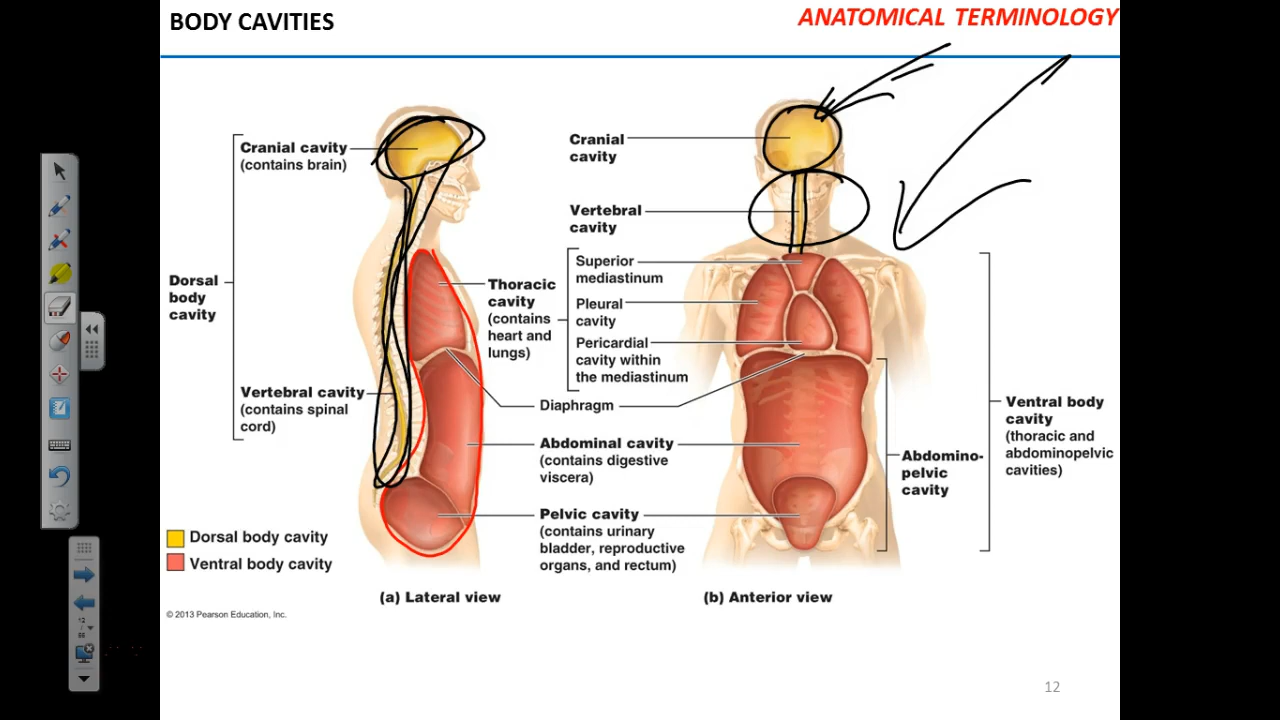 BODY CAVITIES
ANATOMICAL TERMINOLOGY
Cranial cavity
(contains brain)
Dorsal
body
cavity
Vertebral cavity
(contains spinal
cord)
Thoracic
cavity
(contains
heart and
lungs)
Cranial
cavity
Vertebral
cavity
Superior
mediastinum
Pleural
cavity
Pericardial
cavity within
the mediastinum
Diaphragm
Abdominal cavity
(contains digestive
viscera)
Pelvic cavity
(contains urinary
bladder, reproductive
organs, and rectum)
Abdomino-
pelvic
cavity
Ventral body
cavity
(thoracic and
abdominopelvic
cavities)
Dorsal body cavity
Ventral body cavity
(a) Lateral view
(b) Anterior view
© 2013 Pearson Education, Inc.
12